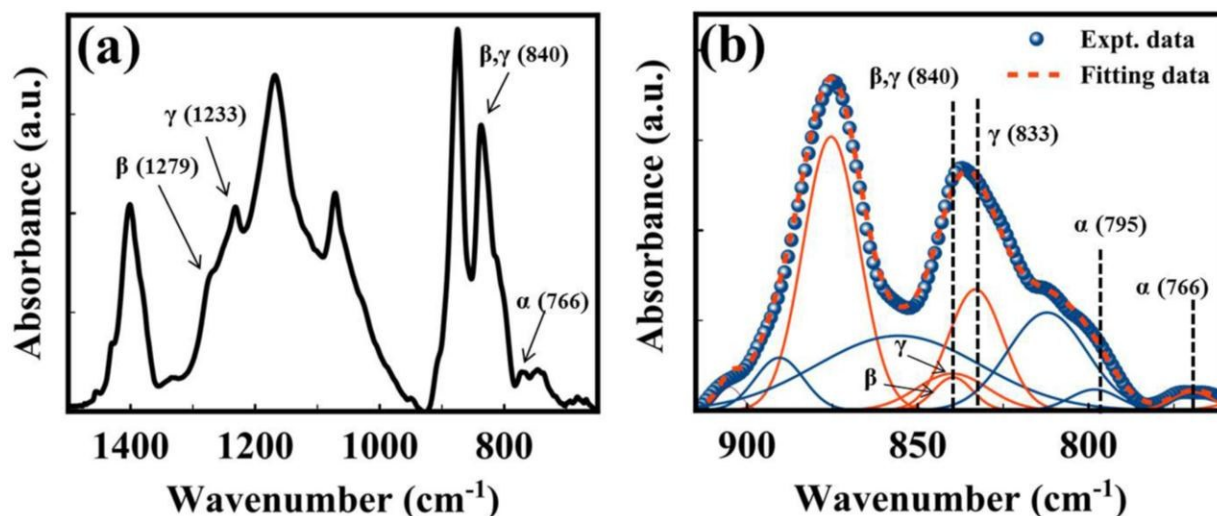 (a)
Absorbance (a.u.)
β,γ (840)
γ (1233)
β (1279)
α (766)
1400 1200 1000 800
Wavenumber (cm⁻¹)
(b)
Absorbance (a.u.)
Expt. data
Fitting data
β,γ (840)
γ (833)
α (795)
α (766)
γ
β
900 850 800
Wavenumber (cm⁻¹)